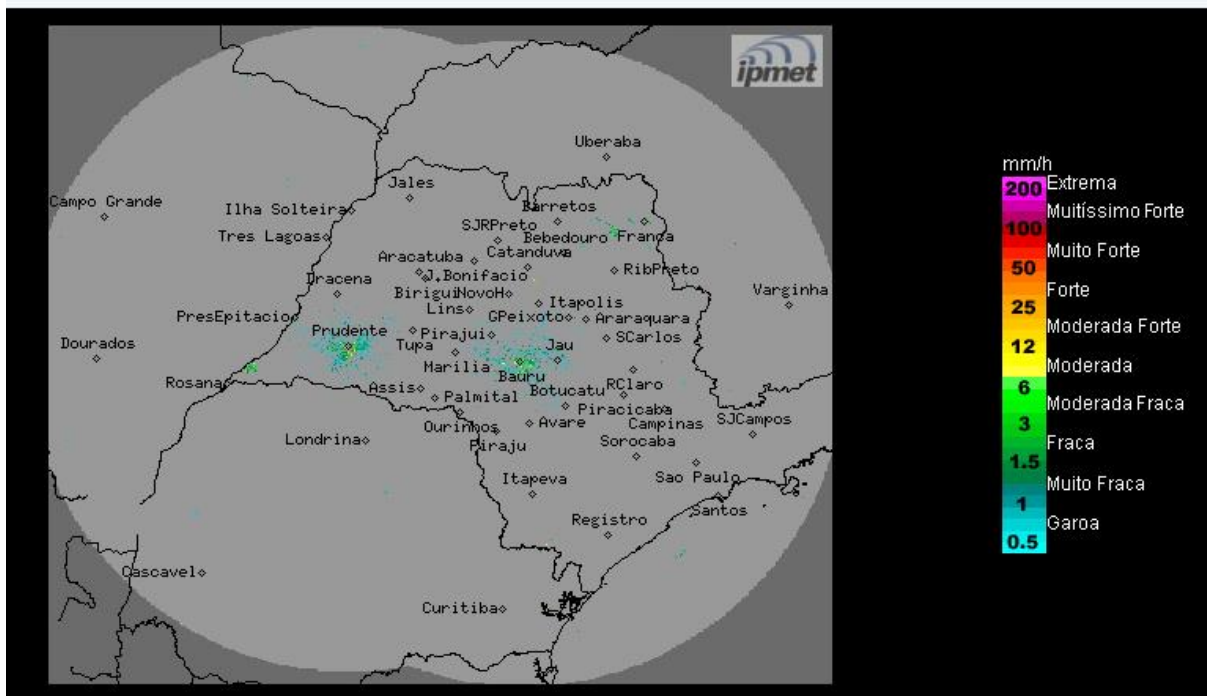 ipmet
Uberaba
Jales
Campo Grande
Ilha Solteira
Barretos
SJRPreto
Tres Lagoas
Bebedouro
Franca
Catanduva
Aracatuba
J.Bonifacio
RibPreto
Dracena
Birigui
NovoH
Varginha
Itapolis
Lins
PresEpitacio
GPeixoto
Araraquara
Prudente
Pirajui
SCarlos
Dourados
Tupa
Jau
Marilia
Bauru
Rosana
Assis
Botucatu
RClaro
Palmital
Piracicaba
Ourinhos
Avare
Campinas
SJCampos
Londrina
Piraju
Sorocaba
Itapeva
Sao Paulo
Santos
Registro
Cascavel
Curitiba
mm/h
200 Extrema
Muitíssimo Forte
100
Muito Forte
50
Forte
25
Moderada Forte
12
Moderada
6
Moderada Fraca
3
Fraca
1.5
Muito Fraca
1
Garoa
0.5